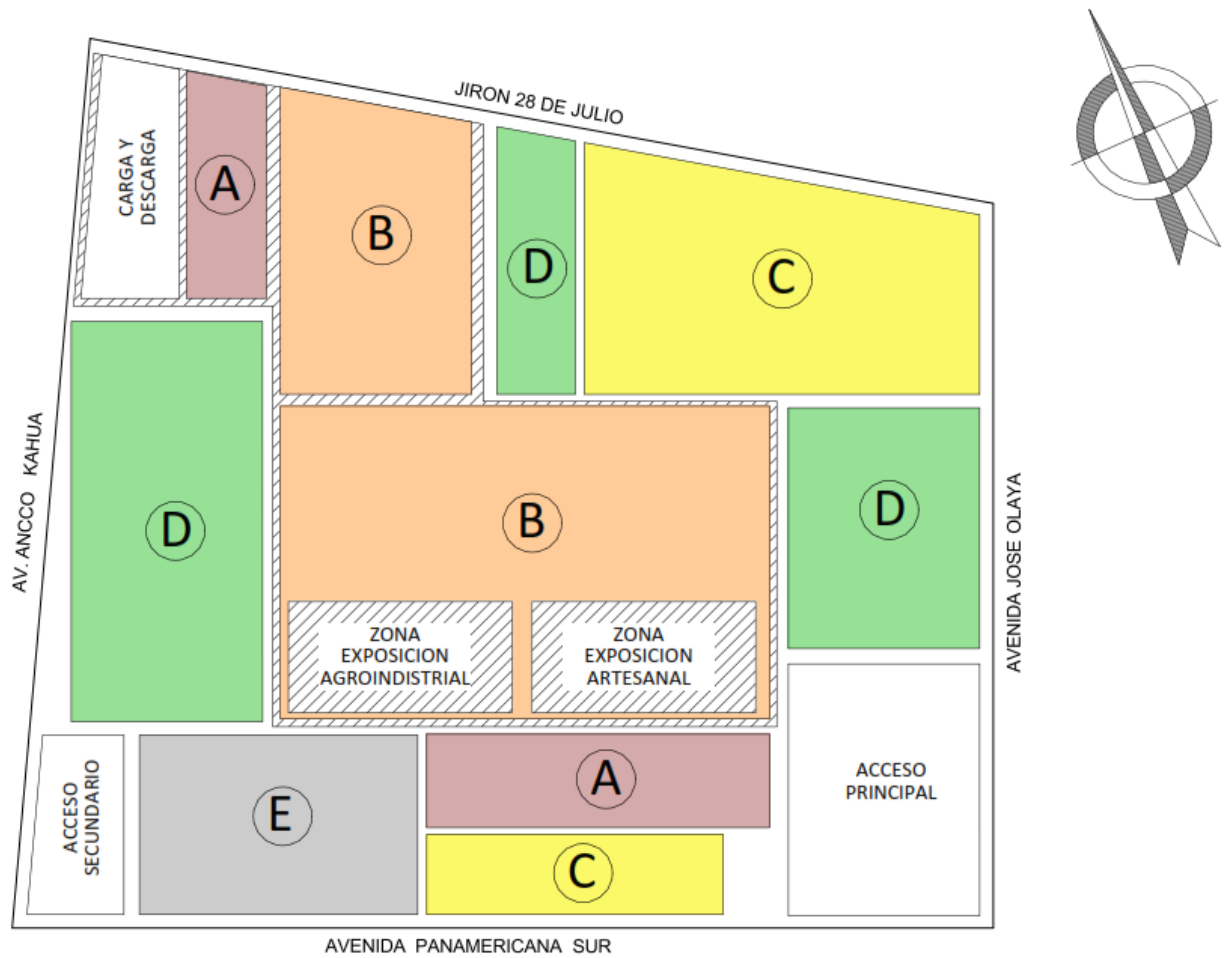 JIRON 28 DE JULIO
CARGA Y
DESCARGA
A
B
D
C
AV. ANCCO KAHUA
D
B
D
AVENIDA JOSE OLAYA
ZONA
EXPOSICION
AGROINDISTRIAL
ZONA
EXPOSICION
ARTESANAL
ACCESO
SECUNDARIO
E
A
C
ACCESO
PRINCIPAL
AVENIDA PANAMERICANA SUR